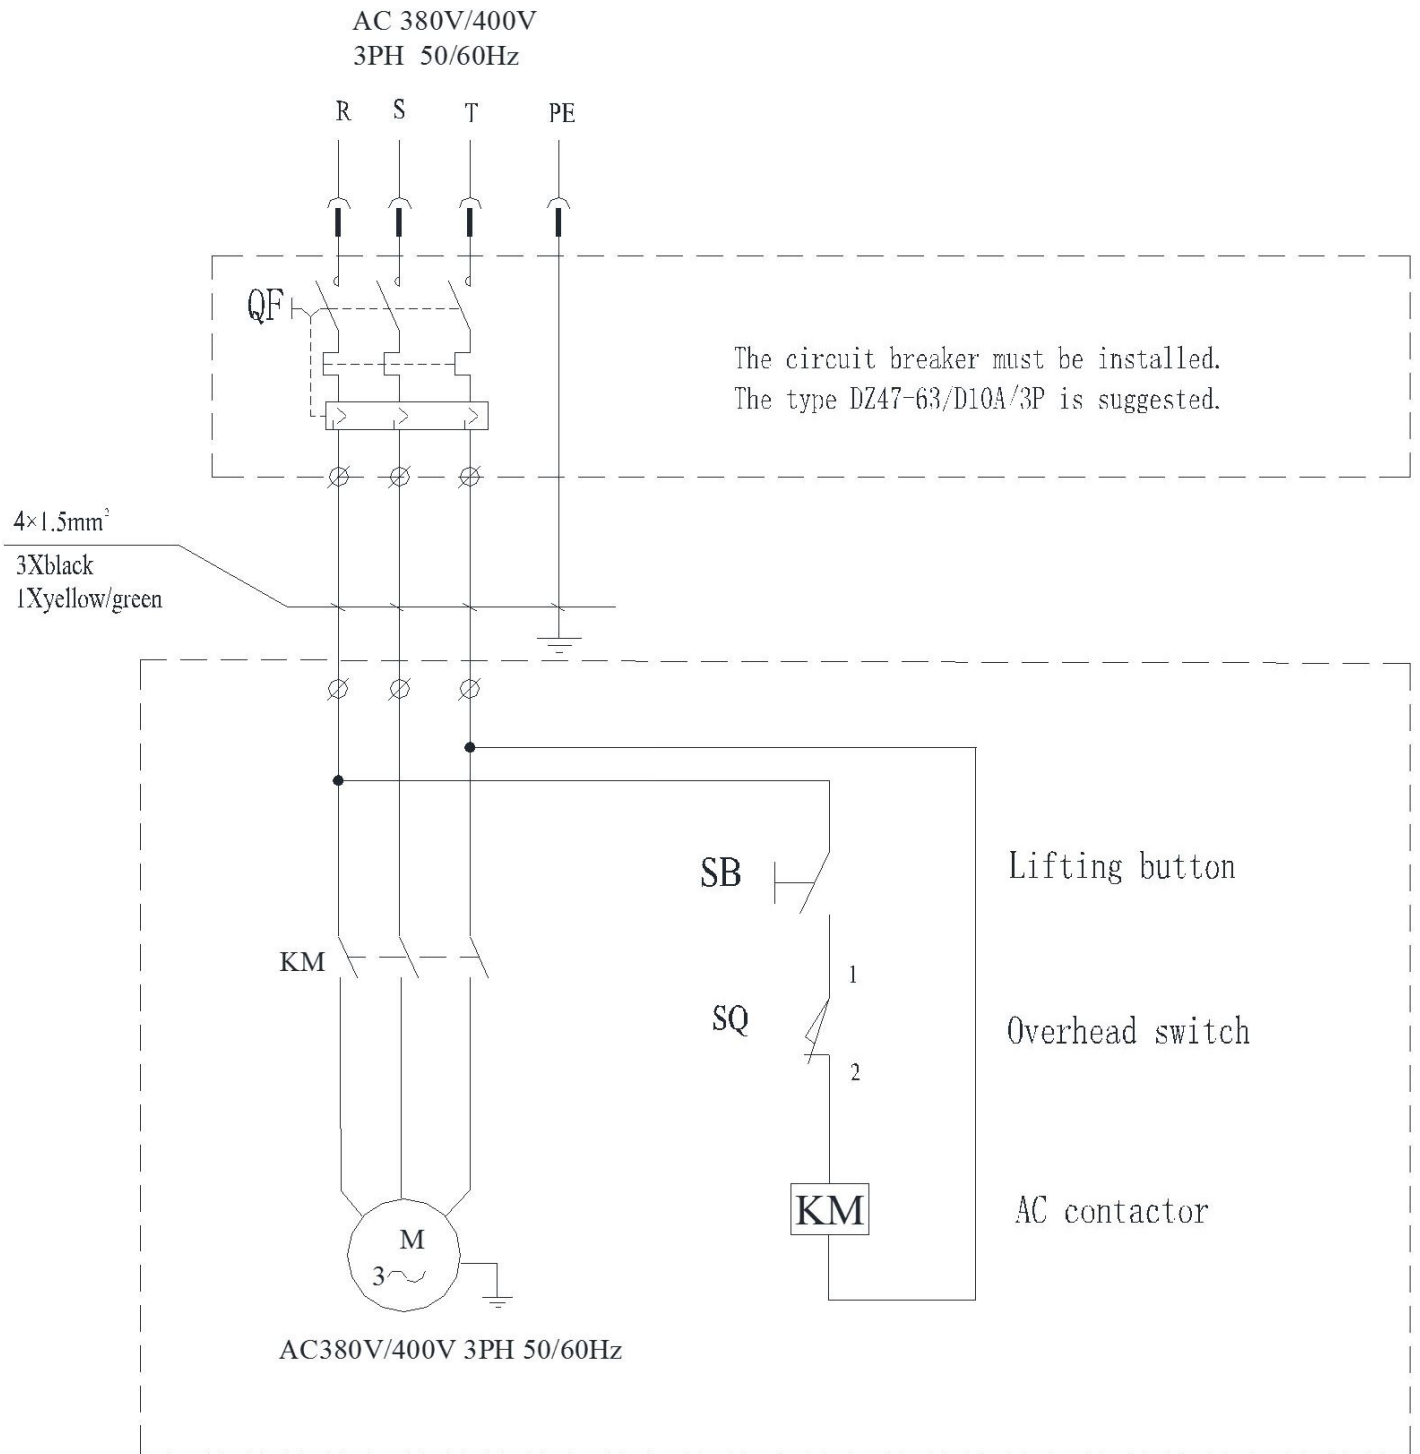 AC 380V/400V
3PH 50/60Hz
R S T PE
QF
The circuit breaker must be installed.
The type DZ47-63/D10A/3P is suggested.
4×1.5mm²
3Xblack
1Xyellow/green
SB
Lifting button
KM
1
SQ
Overhead switch
2
KM
AC contactor
M
3
AC380V/400V 3PH 50/60Hz